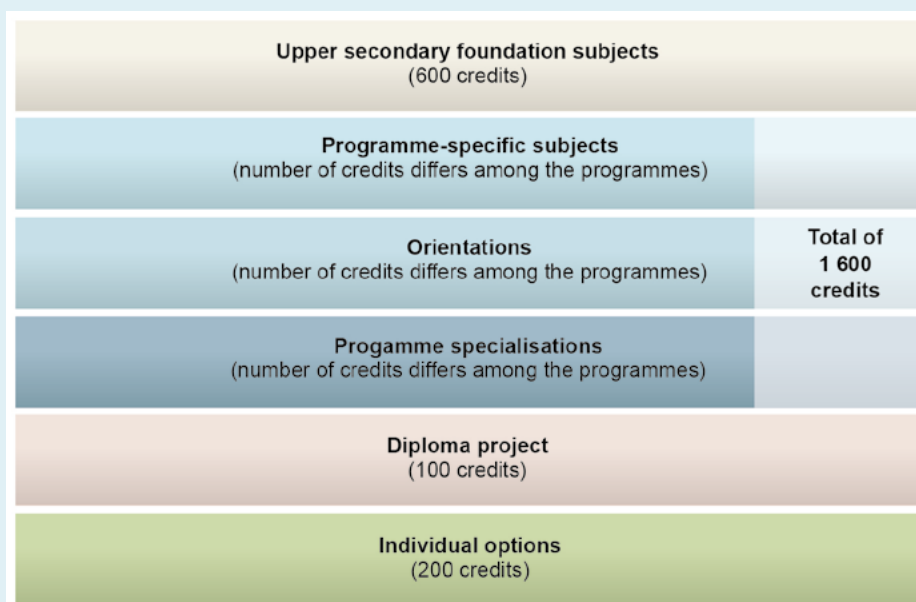 Upper secondary foundation subjects
(600 credits)
Programme-specific subjects
(number of credits differs among the programmes)
Orientations
(number of credits differs among the programmes)
Total of
1 600
credits
Progamme specialisations
(number of credits differs among the programmes)
Diploma project
(100 credits)
Individual options
(200 credits)